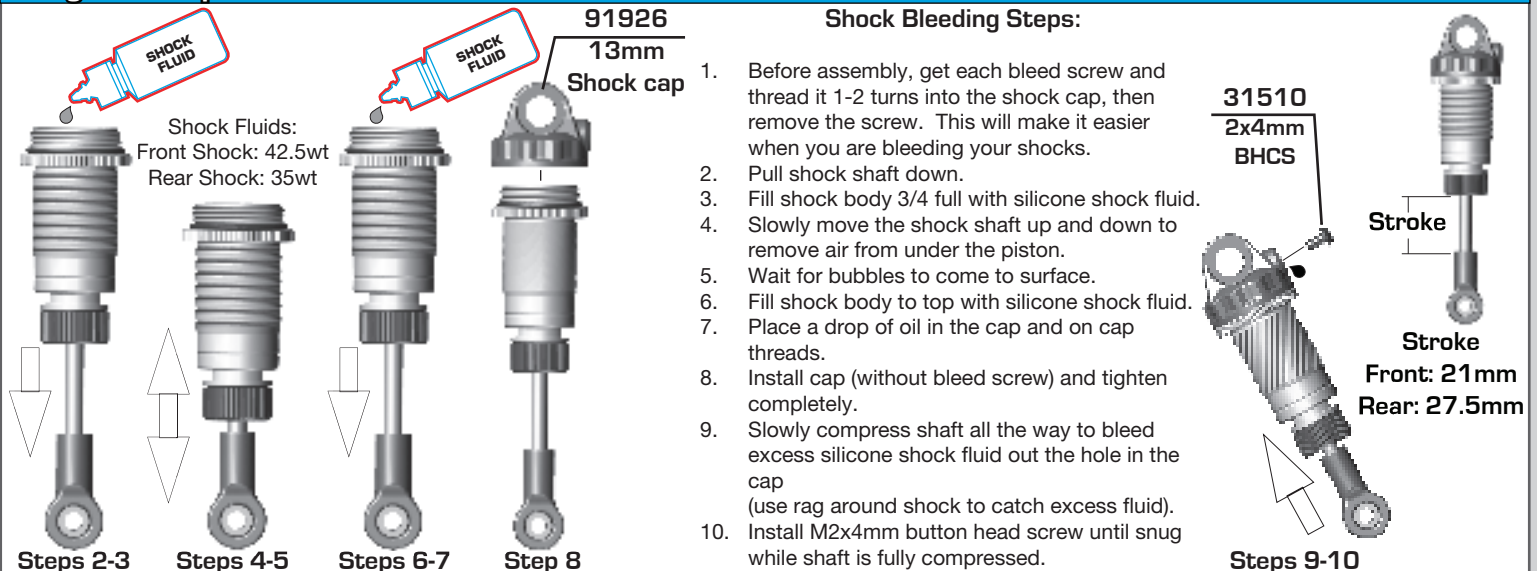 SHOCK
FLUID
SHOCK
FLUID
Shock Fluids:
Front Shock: 42.5wt
Rear Shock: 35wt
91926
13mm
Shock cap
Steps 2-3
Steps 4-5
Steps 6-7
Step 8
Shock Bleeding Steps:
1. Before assembly, get each bleed screw and
thread it 1-2 turns into the shock cap, then
remove the screw. This will make it easier
when you are bleeding your shocks.
2. Pull shock shaft down.
3. Fill shock body 3/4 full with silicone shock fluid.
4. Slowly move the shock shaft up and down to
remove air from under the piston.
5. Wait for bubbles to come to surface.
6. Fill shock body to top with silicone shock fluid.
7. Place a drop of oil in the cap and on cap
threads.
8. Install cap (without bleed screw) and tighten
completely.
9. Slowly compress shaft all the way to bleed
excess silicone shock fluid out the hole in the
cap
(use rag around shock to catch excess fluid).
10. Install M2x4mm button head screw until snug
while shaft is fully compressed.
31510
2x4mm
BHCS
Steps 9-10
Stroke
Stroke
Front: 21mm
Rear: 27.5mm